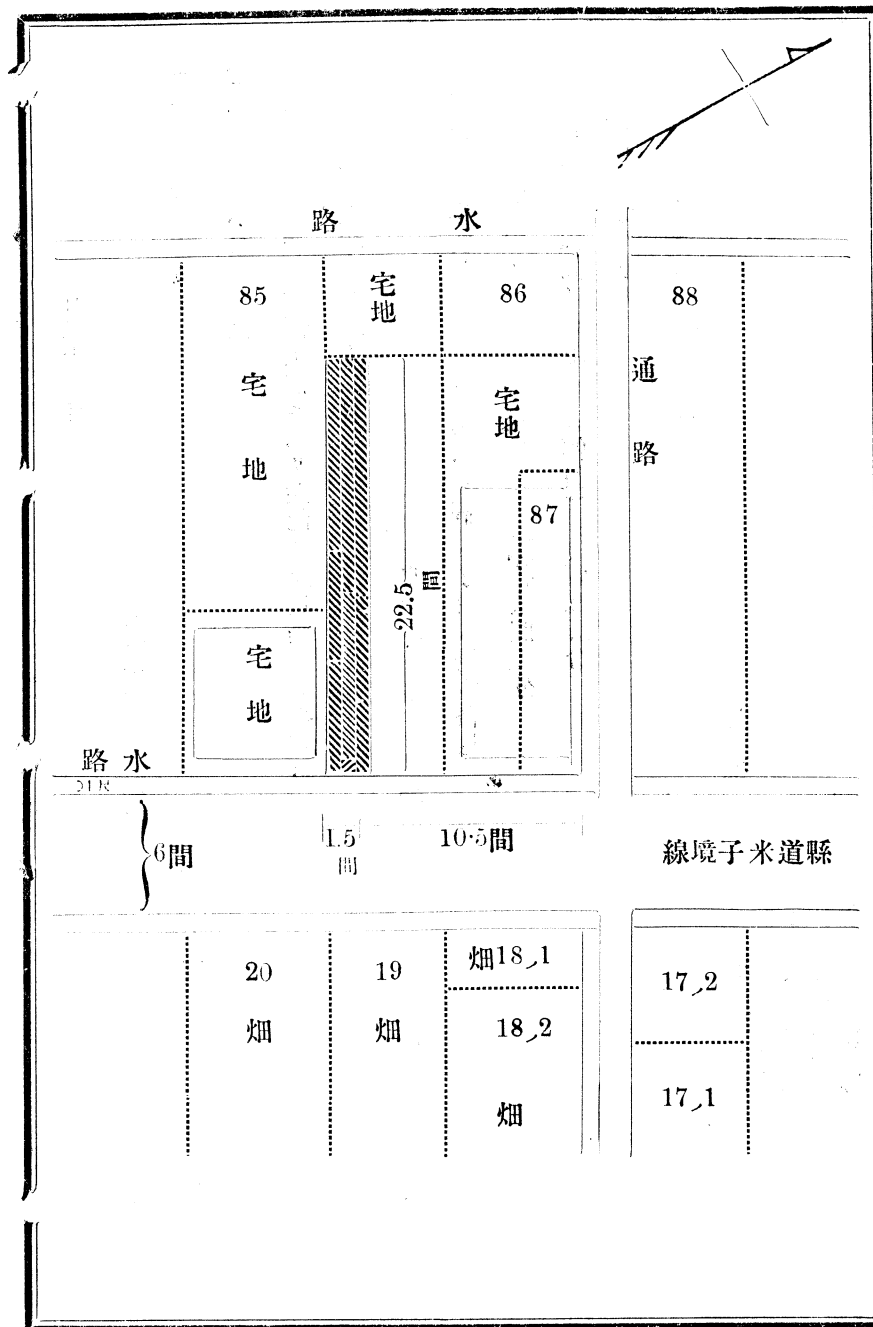 路 水
85
宅地
86
88
宅地
宅地
通路
87
22.5間
宅地
路水
6間
1.5間
10·5間
線境子米道縣
20
畑
19
畑
畑18ノ1
18ノ2
畑
17ノ2
17ノ1